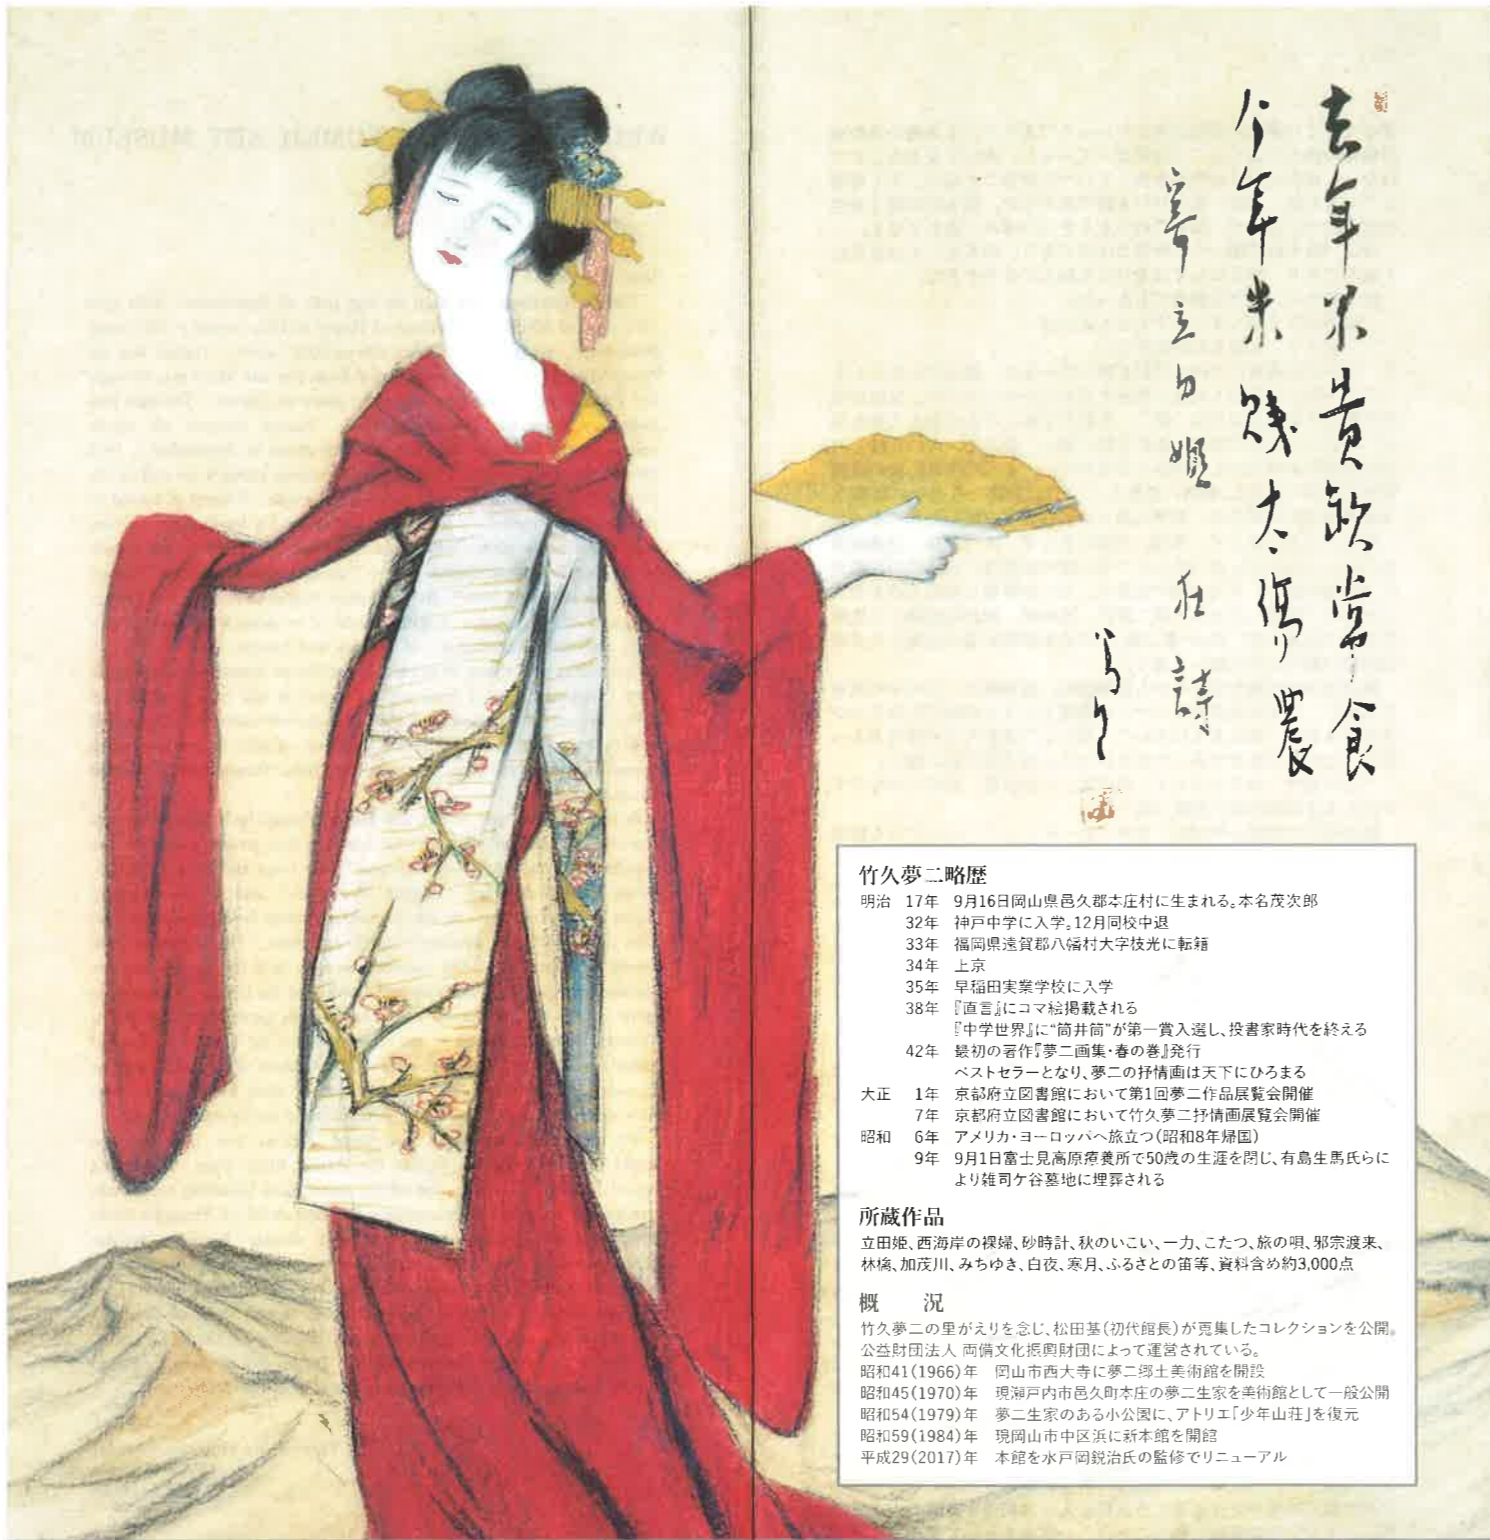 去年米貴缺常食
今年米賤太傷農
寄立田姫 杜詩
竹久夢二略歴
明治 17年 9月16日岡山県邑久郡本庄村に生まれる。本名茂次郎
32年 神戸中学に入学。12月同校中退
33年 福岡県遠賀郡八幡村大字枝光に転籍
34年 上京
35年 早稲田実業学校に入学
38年 『直言』にコマ絵掲載される
『中学世界』に“筒井筒”が第一賞入選し、投書家時代を終える
42年 最初の著作『夢二画集・春の巻』発行
ベストセラーとなり、夢二の抒情画は天下にひろまる
大正 1年 京都府立図書館において第1回夢二作品展覧会開催
7年 京都府立図書館において竹久夢二抒情画展覧会開催
昭和 6年 アメリカ・ヨーロッパへ旅立つ(昭和8年帰国)
9年 9月1日富士見高原療養所で50歳の生涯を閉じ、有島生馬氏らに
より雑司ケ谷墓地に埋葬される
所蔵作品
立田姫、西海岸の裸婦、砂時計、秋のいこい、一力、こたつ、旅の唄、邪宗渡来、
林檎、加茂川、みちゆき、白夜、寒月、ふるさとの笛等、資料含め約3,000点
概 況
竹久夢二の里がえりを念じ、松田基(初代館長)が蒐集したコレクションを公開。
公益財団法人 両備文化振興財団によって運営されている。
昭和41(1966)年 岡山市西大寺に夢二郷土美術館を開設
昭和45(1970)年 現瀬戸内市邑久町本庄の夢二生家を美術館として一般公開
昭和54(1979)年 夢二生家のある小公園に、アトリエ「少年山荘」を復元
昭和59(1984)年 現岡山市中区浜に新本館を開館
平成29(2017)年 本館を水戸岡鋭治氏の監修でリニューアル